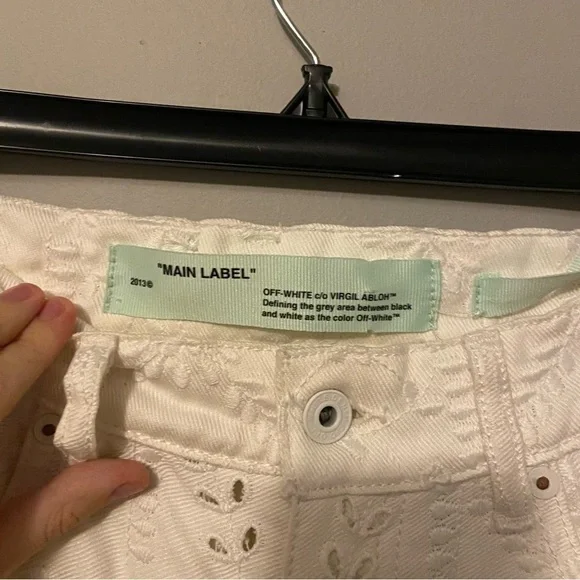 "MAIN LABEL"
2013©
OFF-WHITE c/o VIRGIL ABLOH™
Defining the grey area between black
and white as the color Off-White™